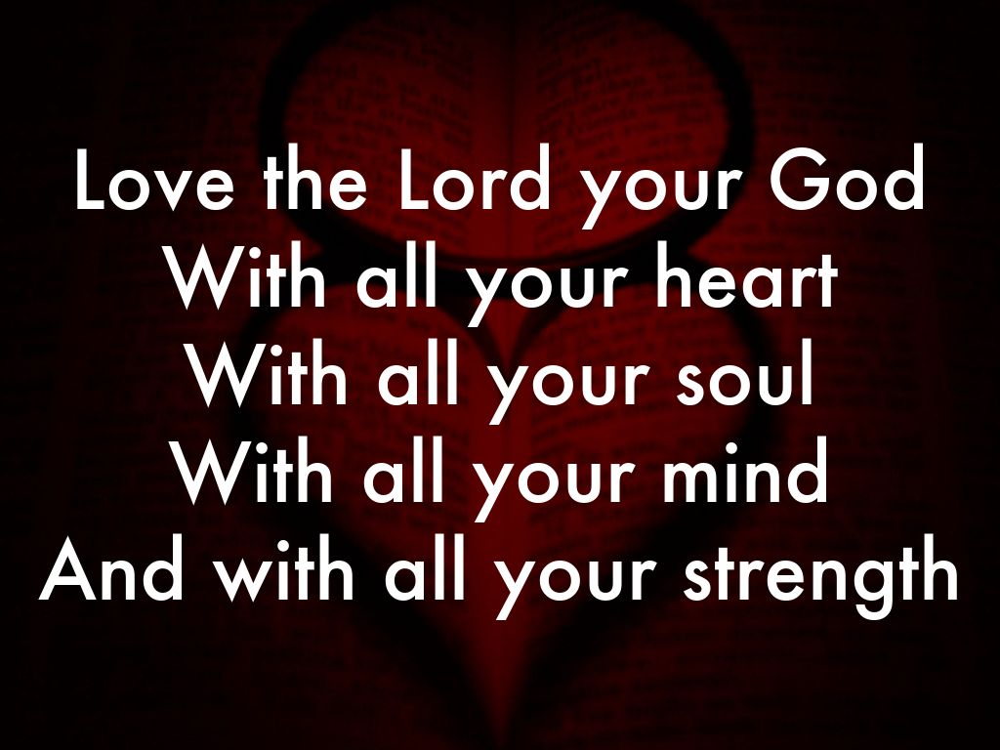 Love the Lord your God
With all your heart
With all your soul
With all your mind
And with all your strength